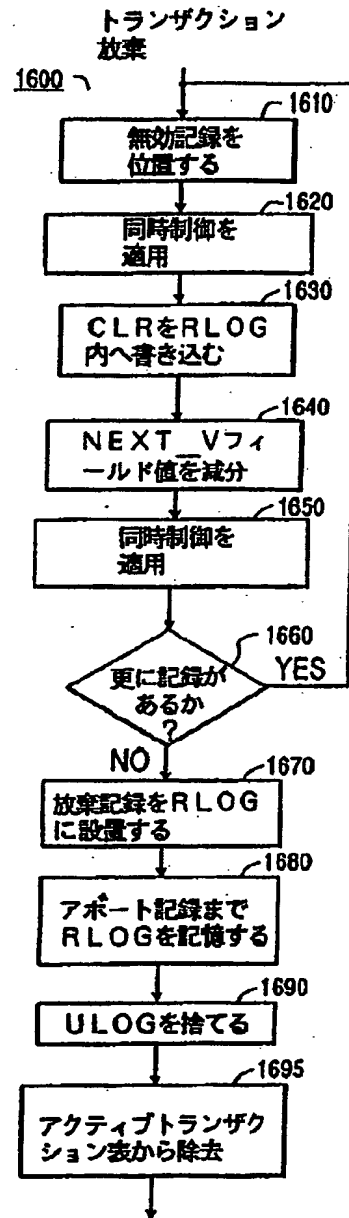 トランザクション
放棄
1600
1610
無効記録を
位置する
1620
同時制御を
適用
1630
CLRをRLOG
内へ書き込む
1640
NEXT_Vフィ
ールド値を減分
1650
同時制御を
適用
1660
更に記録が
あるか
?
YES
NO
1670
放棄記録をRLOG
に設置する
1680
アボート記録まで
RLOGを記憶する
1690
ULOGを捨てる
1695
アクティブトランザク
ション表から除去